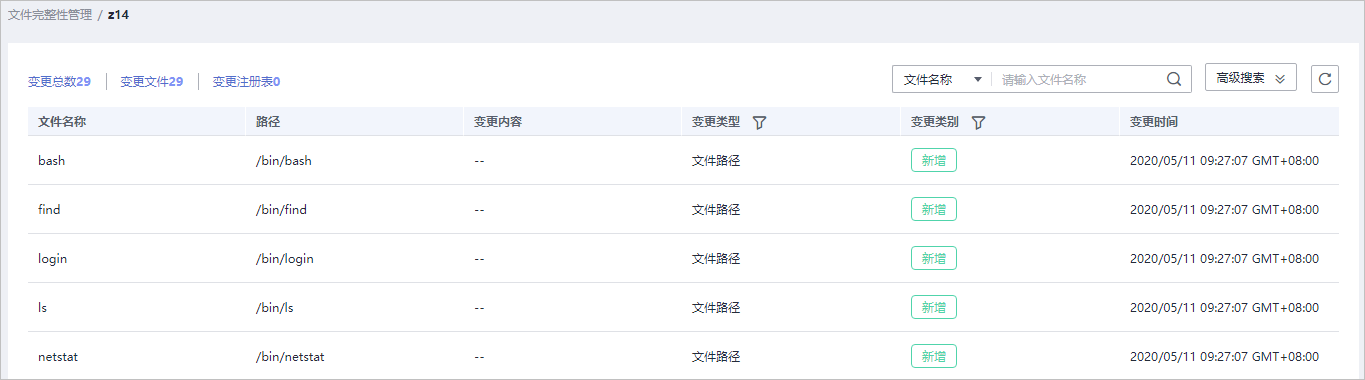 文件完整性管理 / z14
变更总数29 变更文件29 变更注册表0 文件名称 请输入文件名称 高级搜索
文件名称 路径 变更内容 变更类型 变更类别 变更时间
bash /bin/bash -- 文件路径 新增 2020/05/11 09:27:07 GMT+08:00
find /bin/find -- 文件路径 新增 2020/05/11 09:27:07 GMT+08:00
login /bin/login -- 文件路径 新增 2020/05/11 09:27:07 GMT+08:00
ls /bin/ls -- 文件路径 新增 2020/05/11 09:27:07 GMT+08:00
netstat /bin/netstat -- 文件路径 新增 2020/05/11 09:27:07 GMT+08:00